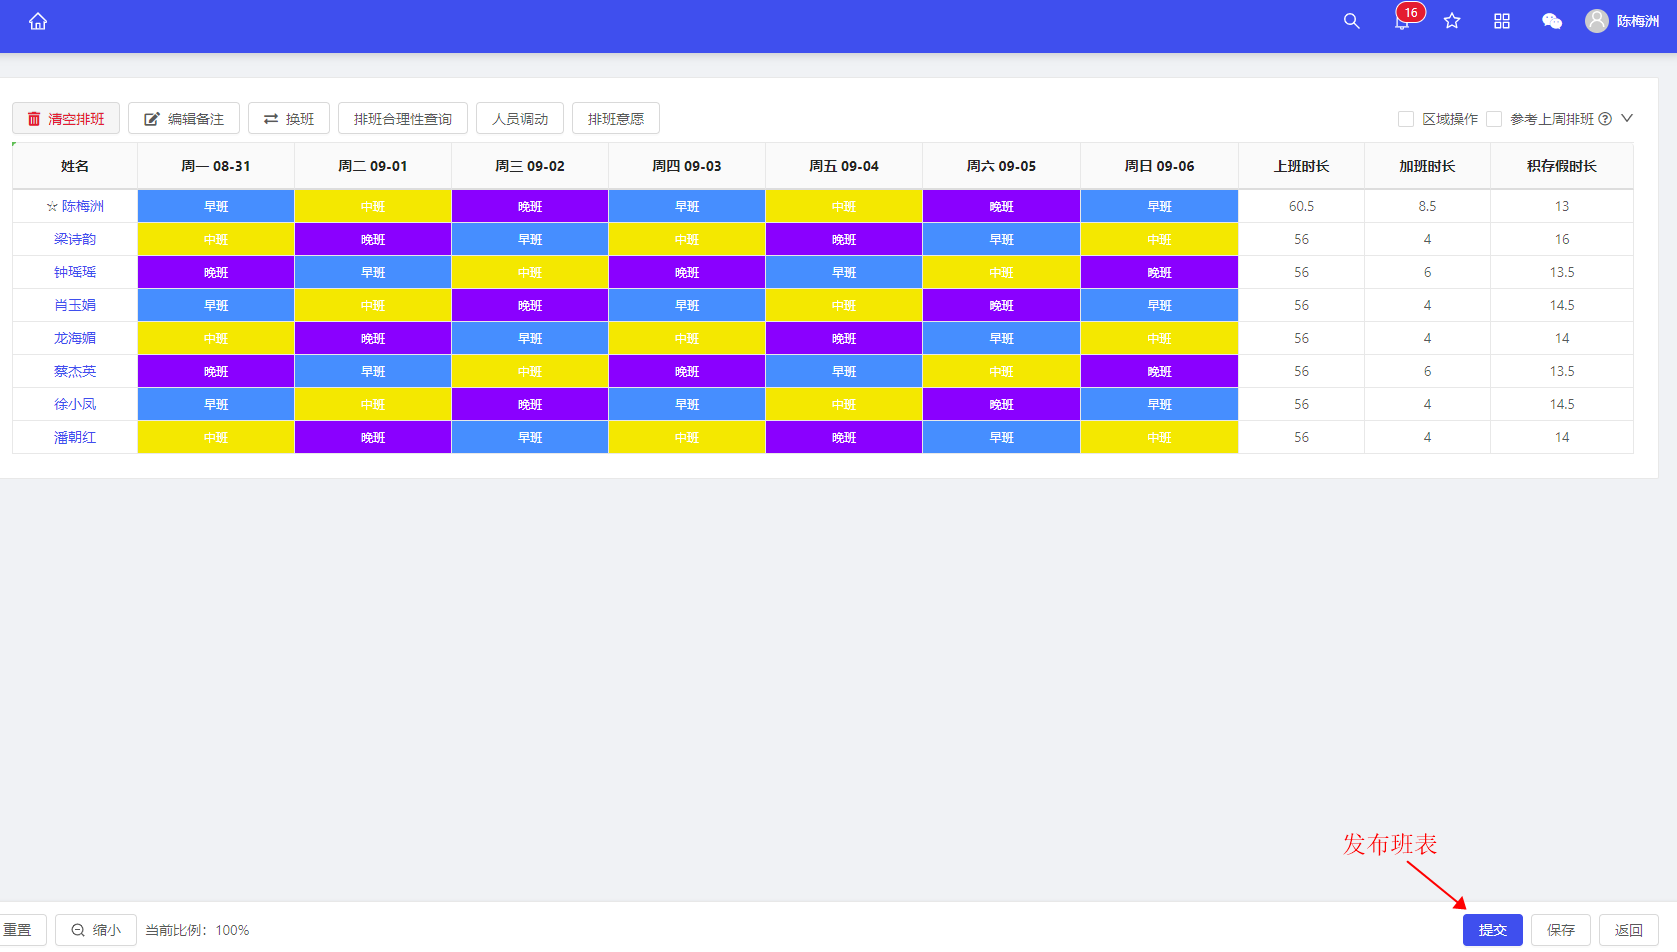 16 陈梅洲
清空排班 编辑备注 换班 排班合理性查询 人员调动 排班意愿 区域操作 参考上周排班
姓名 周一 08-31 周二 09-01 周三 09-02 周四 09-03 周五 09-04 周六 09-05 周日 09-06 上班时长 加班时长 积存假时长
☆ 陈梅洲 早班 中班 晚班 早班 中班 晚班 早班 60.5 8.5 13
梁诗韵 中班 晚班 早班 中班 晚班 早班 中班 56 4 16
钟瑶瑶 晚班 早班 中班 晚班 早班 中班 晚班 56 6 13.5
肖玉娟 早班 中班 晚班 早班 中班 晚班 早班 56 4 14.5
龙海媚 中班 晚班 早班 中班 晚班 早班 中班 56 4 14
蔡杰英 晚班 早班 中班 晚班 早班 中班 晚班 56 6 13.5
徐小凤 早班 中班 晚班 早班 中班 晚班 早班 56 4 14.5
潘朝红 中班 晚班 早班 中班 晚班 早班 中班 56 4 14
发布班表
重置 缩小 当前比例：100% 提交 保存 返回